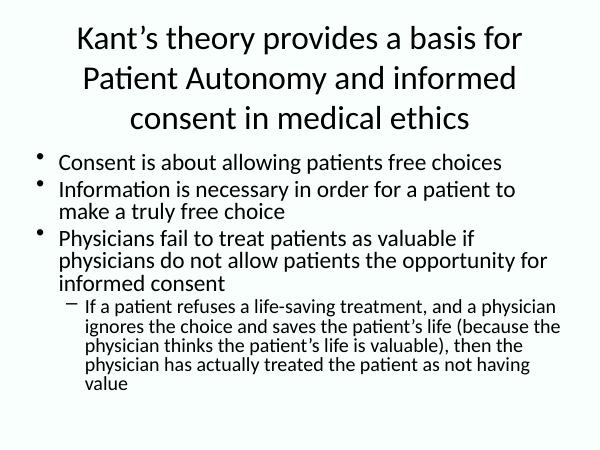 Kant’s theory provides a basis for
Patient Autonomy and informed
consent in medical ethics
• Consent is about allowing patients free choices
• Information is necessary in order for a patient to
make a truly free choice
• Physicians fail to treat patients as valuable if
physicians do not allow patients the opportunity for
informed consent
– If a patient refuses a life-saving treatment, and a physician
ignores the choice and saves the patient’s life (because the
physician thinks the patient’s life is valuable), then the
physician has actually treated the patient as not having
value